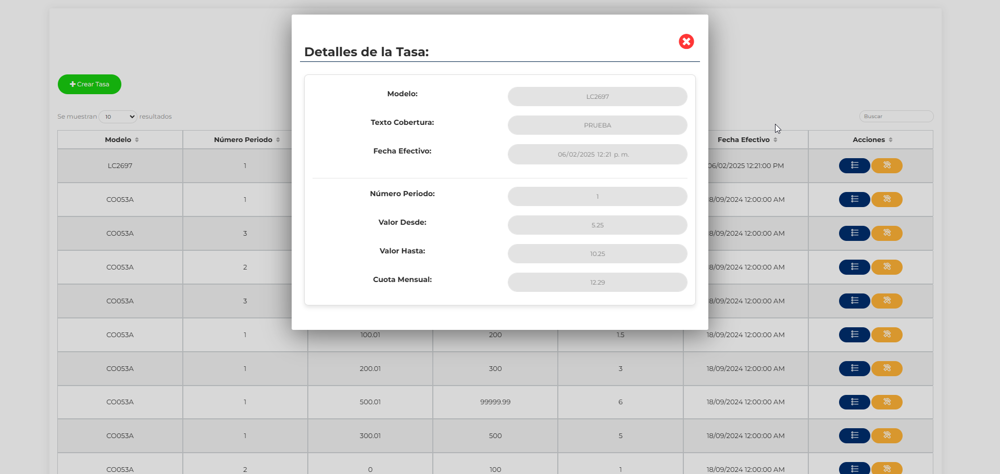 Detalles de la Tasa:
Modelo: LC2697
Texto Cobertura: PRUEBA
Fecha Efectivo: 06/02/2025 12:21 p. m.
Número Periodo: 1
Valor Desde: 5.25
Valor Hasta: 10.25
Cuota Mensual: 12.29
Crear Tasa
Se muestran 10 resultados Buscar
Modelo Número Periodo Fecha Efectivo Acciones
LC2697 1 06/02/2025 12:21:00 PM
CO053A 1 8/09/2024 12:00:00 AM
CO053A 3 8/09/2024 12:00:00 AM
CO053A 2 8/09/2024 12:00:00 AM
CO053A 3 8/09/2024 12:00:00 AM
CO053A 1 100.01 200 1.5 18/09/2024 12:00:00 AM
CO053A 1 200.01 300 3 18/09/2024 12:00:00 AM
CO053A 1 500.01 99999.99 6 18/09/2024 12:00:00 AM
CO053A 1 300.01 500 5 18/09/2024 12:00:00 AM
CO053A 2 0 100 1 18/09/2024 12:00:00 AM